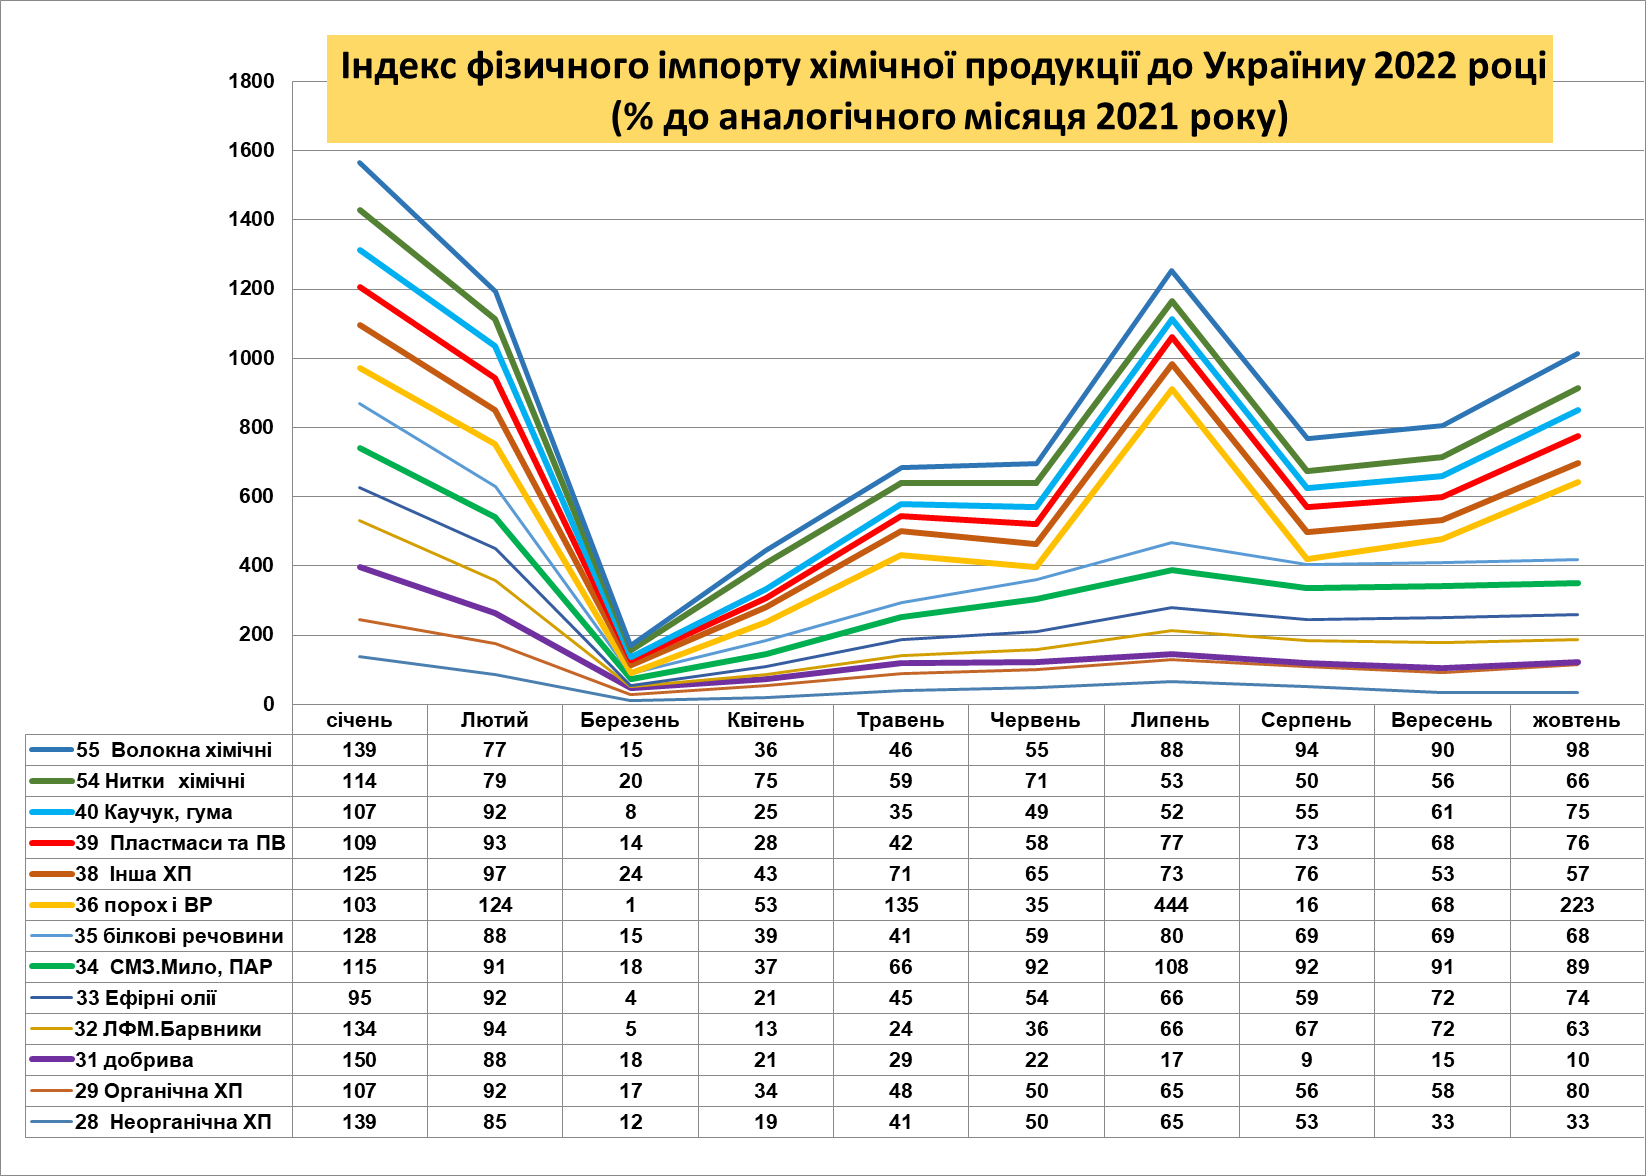 Індекс фізичного імпорту хімічної продукції до Україниу 2022 році
(% до аналогічного місяця 2021 року)
1800
1600
1400
1200
1000
800
600
400
200
0
січень Лютий Березень Квітень Травень Червень Липень Серпень Вересень жовтень
55 Волокна хімічні 139 77 15 36 46 55 88 94 90 98
54 Нитки хімічні 114 79 20 75 59 71 53 50 56 66
40 Каучук, гума 107 92 8 25 35 49 52 55 61 75
39 Пластмаси та ПВ 109 93 14 28 42 58 77 73 68 76
38 Інша ХП 125 97 24 43 71 65 73 76 53 57
36 порох і ВР 103 124 1 53 135 35 444 16 68 223
35 білкові речовини 128 88 15 39 41 59 80 69 69 68
34 СМЗ.Мило, ПАР 115 91 18 37 66 92 108 92 91 89
33 Ефірні олії 95 92 4 21 45 54 66 59 72 74
32 ЛФМ.Барвники 134 94 5 13 24 36 66 67 72 63
31 добрива 150 88 18 21 29 22 17 9 15 10
29 Органічна ХП 107 92 17 34 48 50 65 56 58 80
28 Неорганічна ХП 139 85 12 19 41 50 65 53 33 33